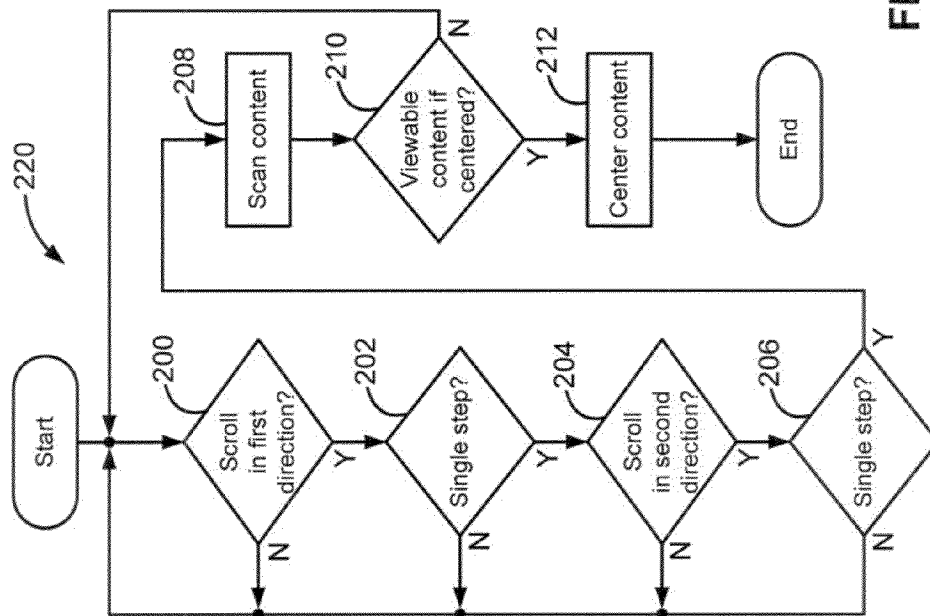 220
Start
200
Scroll
in first
direction?
N
Y
202
Single step?
N
Y
204
Scroll
in second
direction?
N
Y
206
Single step?
N
Y
208
Scan content
210
Viewable
content if
centered?
N
Y
212
Center content
End